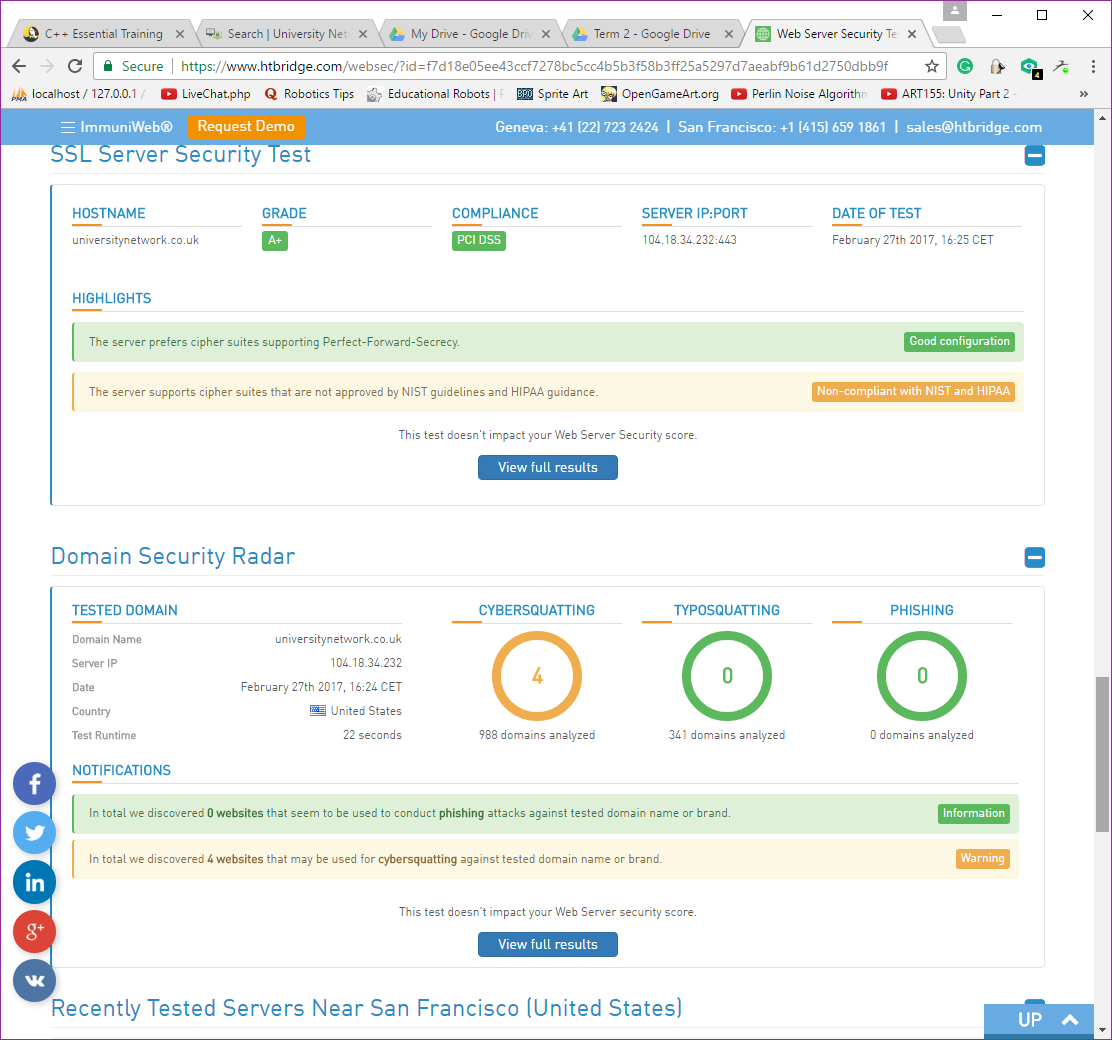 C++ Essential Training
Search | University Net
My Drive - Google Driv
Term 2 - Google Drive
Web Server Security Te
Secure
https://www.htbridge.com/websec/?id=f7d18e05ee43ccf7278bc5cc4b5b3f58b3ff25a5297d7aeabf9b61d2750dbb9f
4
PMA localhost / 127.0.0.1 /
LiveChat.php
Robotics Tips
Educational Robots |
Sprite Art
OpenGameArt.org
Perlin Noise Algorithm
ART155: Unity Part 2 -
»
ImmuniWeb® Request Demo Geneva: +41 (22) 723 2424 | San Francisco: +1 (415) 659 1861 | sales@htbridge.com
SSL Server Security Test
HOSTNAME GRADE COMPLIANCE SERVER IP:PORT DATE OF TEST
universitynetwork.co.uk A+ PCI DSS 104.18.34.232:443 February 27th 2017, 16:25 CET
HIGHLIGHTS
The server prefers cipher suites supporting Perfect-Forward-Secrecy. Good configuration
The server supports cipher suites that are not approved by NIST guidelines and HIPAA guidance. Non-compliant with NIST and HIPAA
This test doesn't impact your Web Server Security score.
View full results
Domain Security Radar
TESTED DOMAIN CYBERSQUATTING TYPOSQUATTING PHISHING
Domain Name universitynetwork.co.uk
Server IP 104.18.34.232
Date February 27th 2017, 16:24 CET
Country United States
Test Runtime 22 seconds
4 0 0
988 domains analyzed 341 domains analyzed 0 domains analyzed
NOTIFICATIONS
In total we discovered 0 websites that seem to be used to conduct phishing attacks against tested domain name or brand. Information
In total we discovered 4 websites that may be used for cybersquatting against tested domain name or brand. Warning
This test doesn't impact your Web Server security score.
View full results
Recently Tested Servers Near San Francisco (United States)
UP